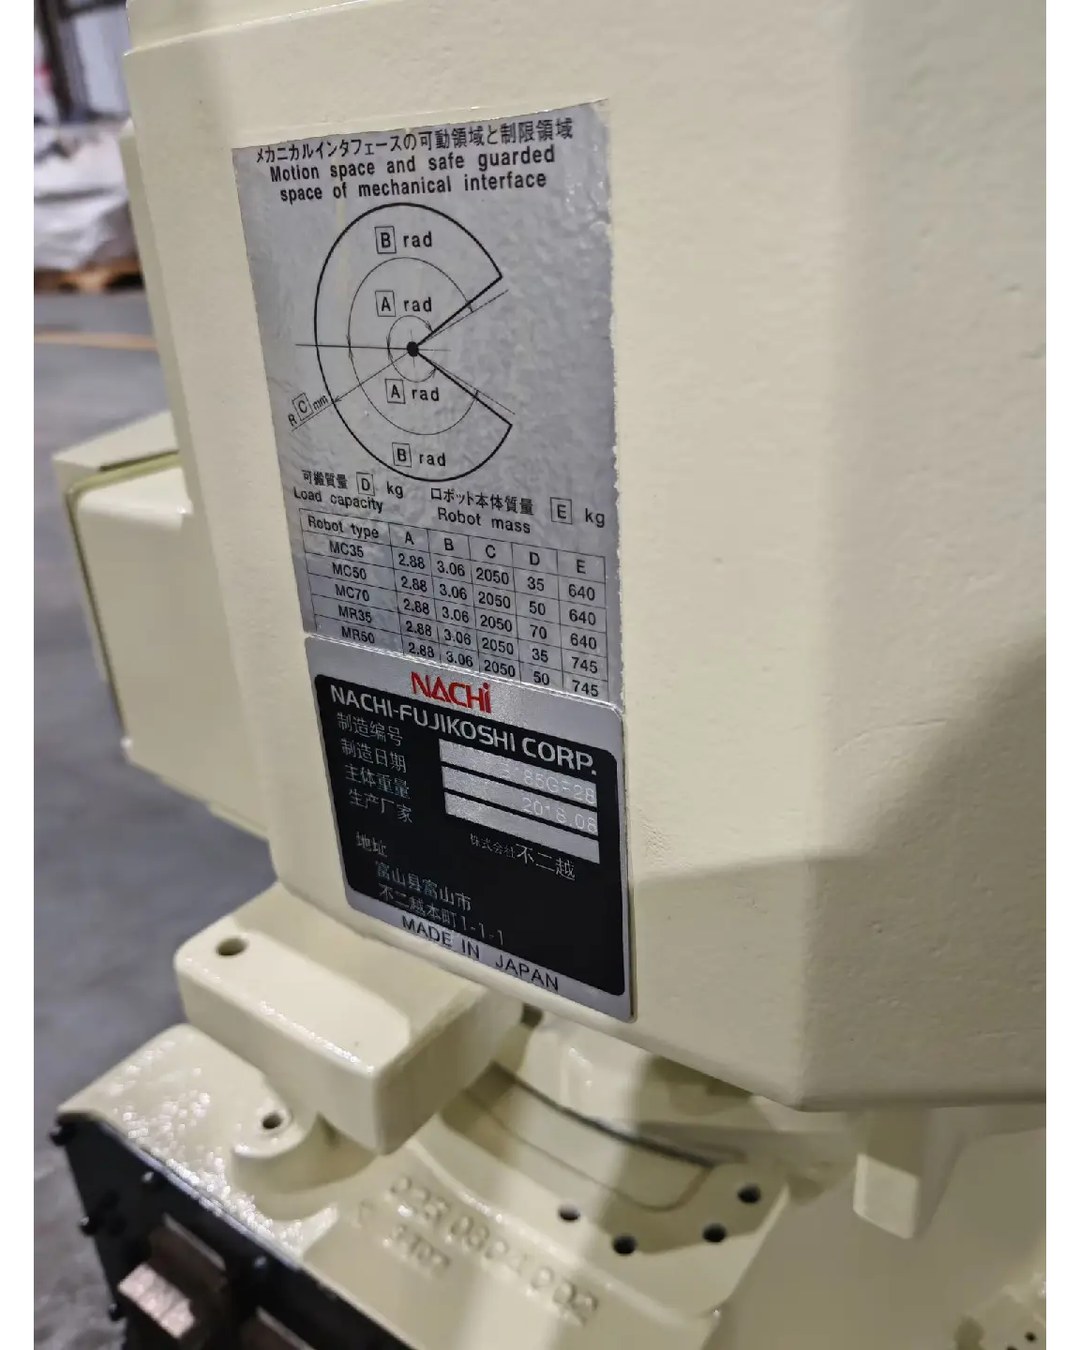 メカニカルインタフェースの可動領域と制限領域
Motion space and safe guarded
space of mechanical interface
B rad
A rad
R C mm
A rad
B rad
可搬質量 D kg ロボット本体質量 E kg
Load capacity Robot mass
Robot type A B C D E
MC35 2.88 3.06 2050 35 640
MC50 2.88 3.06 2050 50 640
MC70 2.88 3.06 2050 70 640
MR35 2.88 3.06 2050 35 745
MR50 2.88 3.06 2050 50 745
NACHi
NACHI-FUJIKOSHI CORP.
制造编号
制造日期
主体重量
生产厂家 株式会社不二越
地址
富山县富山市
不二越本町1-1-1
MADE IN JAPAN